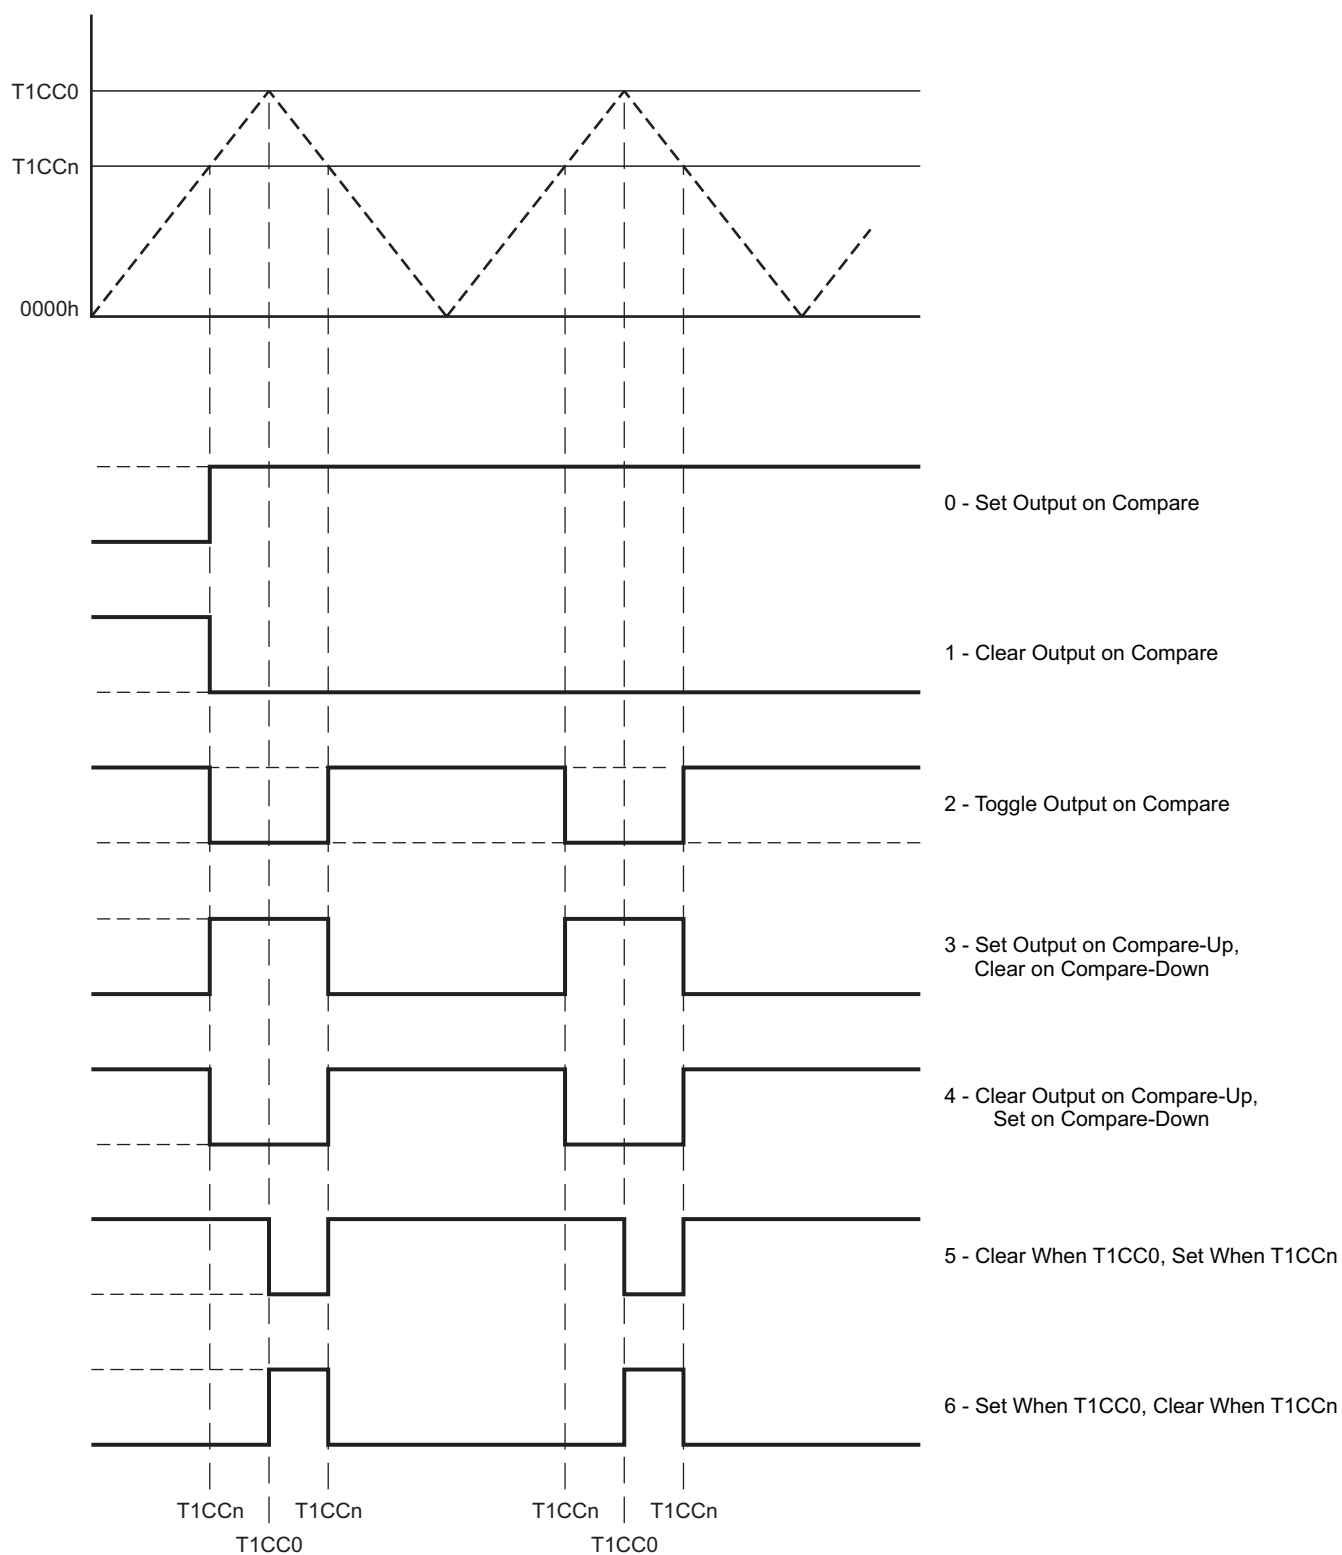 T1CC0
T1CCn
0000h
0 - Set Output on Compare
1 - Clear Output on Compare
2 - Toggle Output on Compare
3 - Set Output on Compare-Up,
Clear on Compare-Down
4 - Clear Output on Compare-Up,
Set on Compare-Down
5 - Clear When T1CC0, Set When T1CCn
6 - Set When T1CC0, Clear When T1CCn
T1CCn T1CCn T1CCn T1CCn
T1CC0 T1CC0